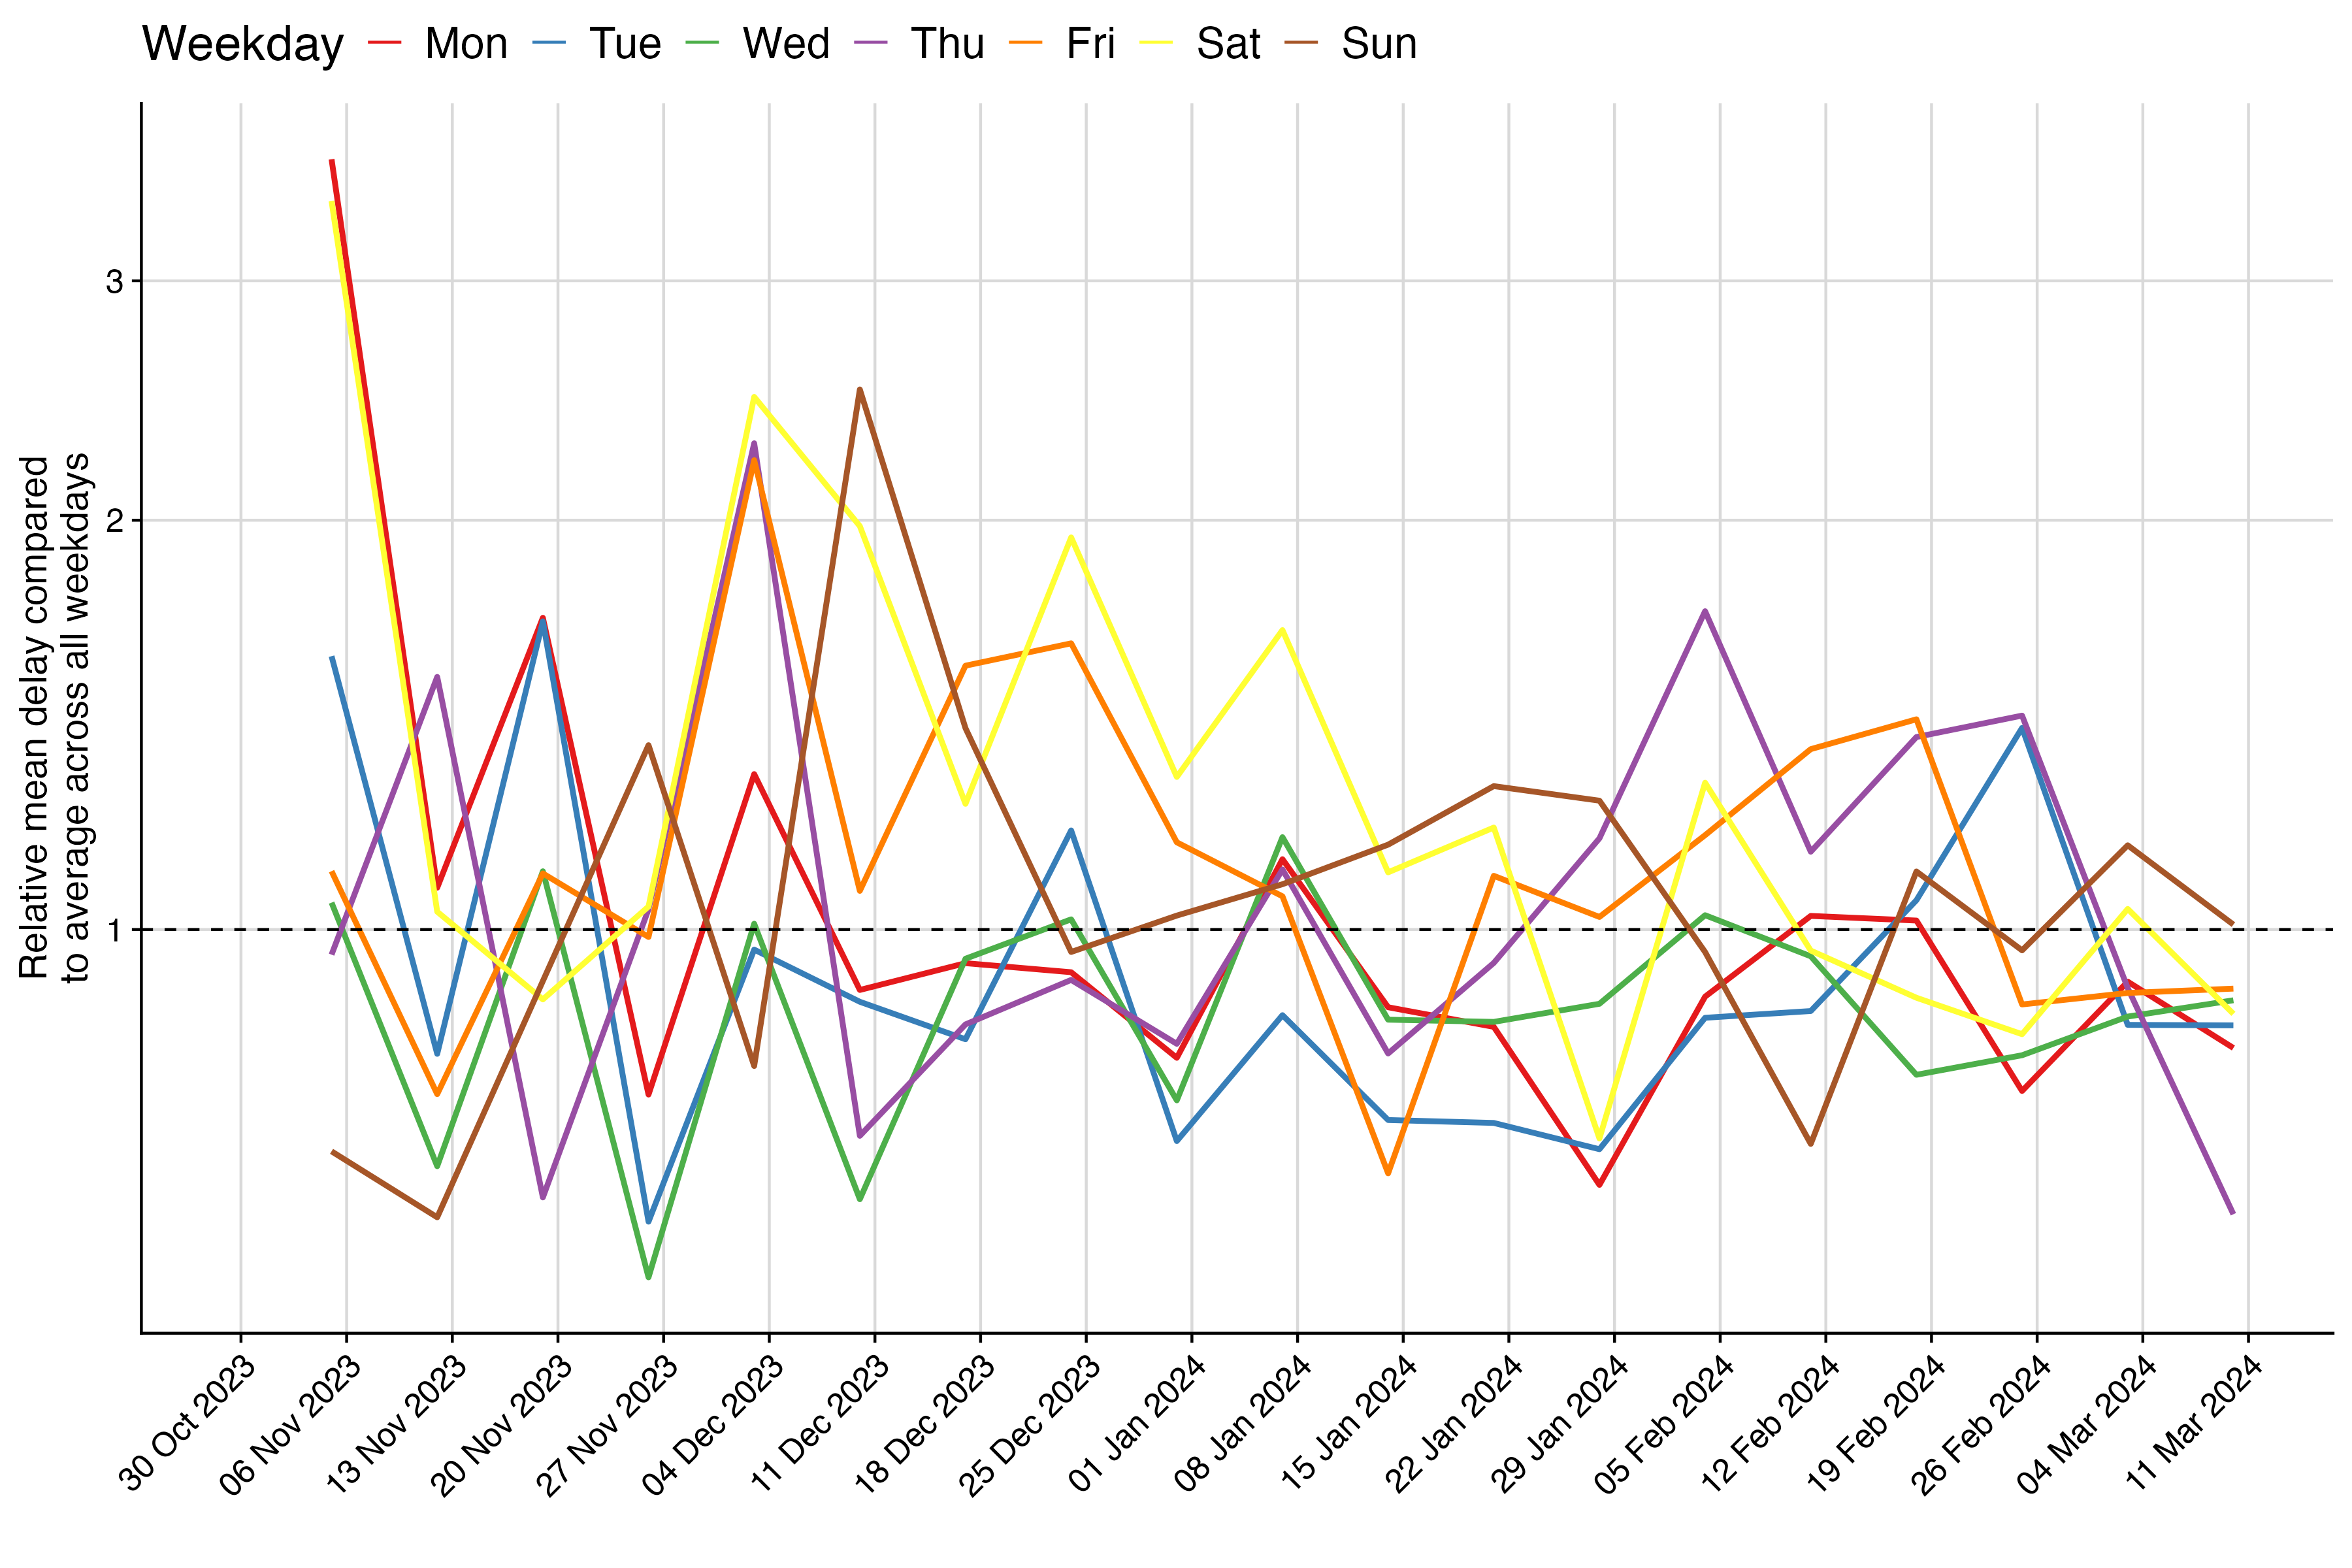 Weekday Mon Tue Wed Thu Fri Sat Sun
Relative mean delay compared
to average across all weekdays
3
2
1
30 Oct 2023
06 Nov 2023
13 Nov 2023
20 Nov 2023
27 Nov 2023
04 Dec 2023
11 Dec 2023
18 Dec 2023
25 Dec 2023
01 Jan 2024
08 Jan 2024
15 Jan 2024
22 Jan 2024
29 Jan 2024
05 Feb 2024
12 Feb 2024
19 Feb 2024
26 Feb 2024
04 Mar 2024
11 Mar 2024